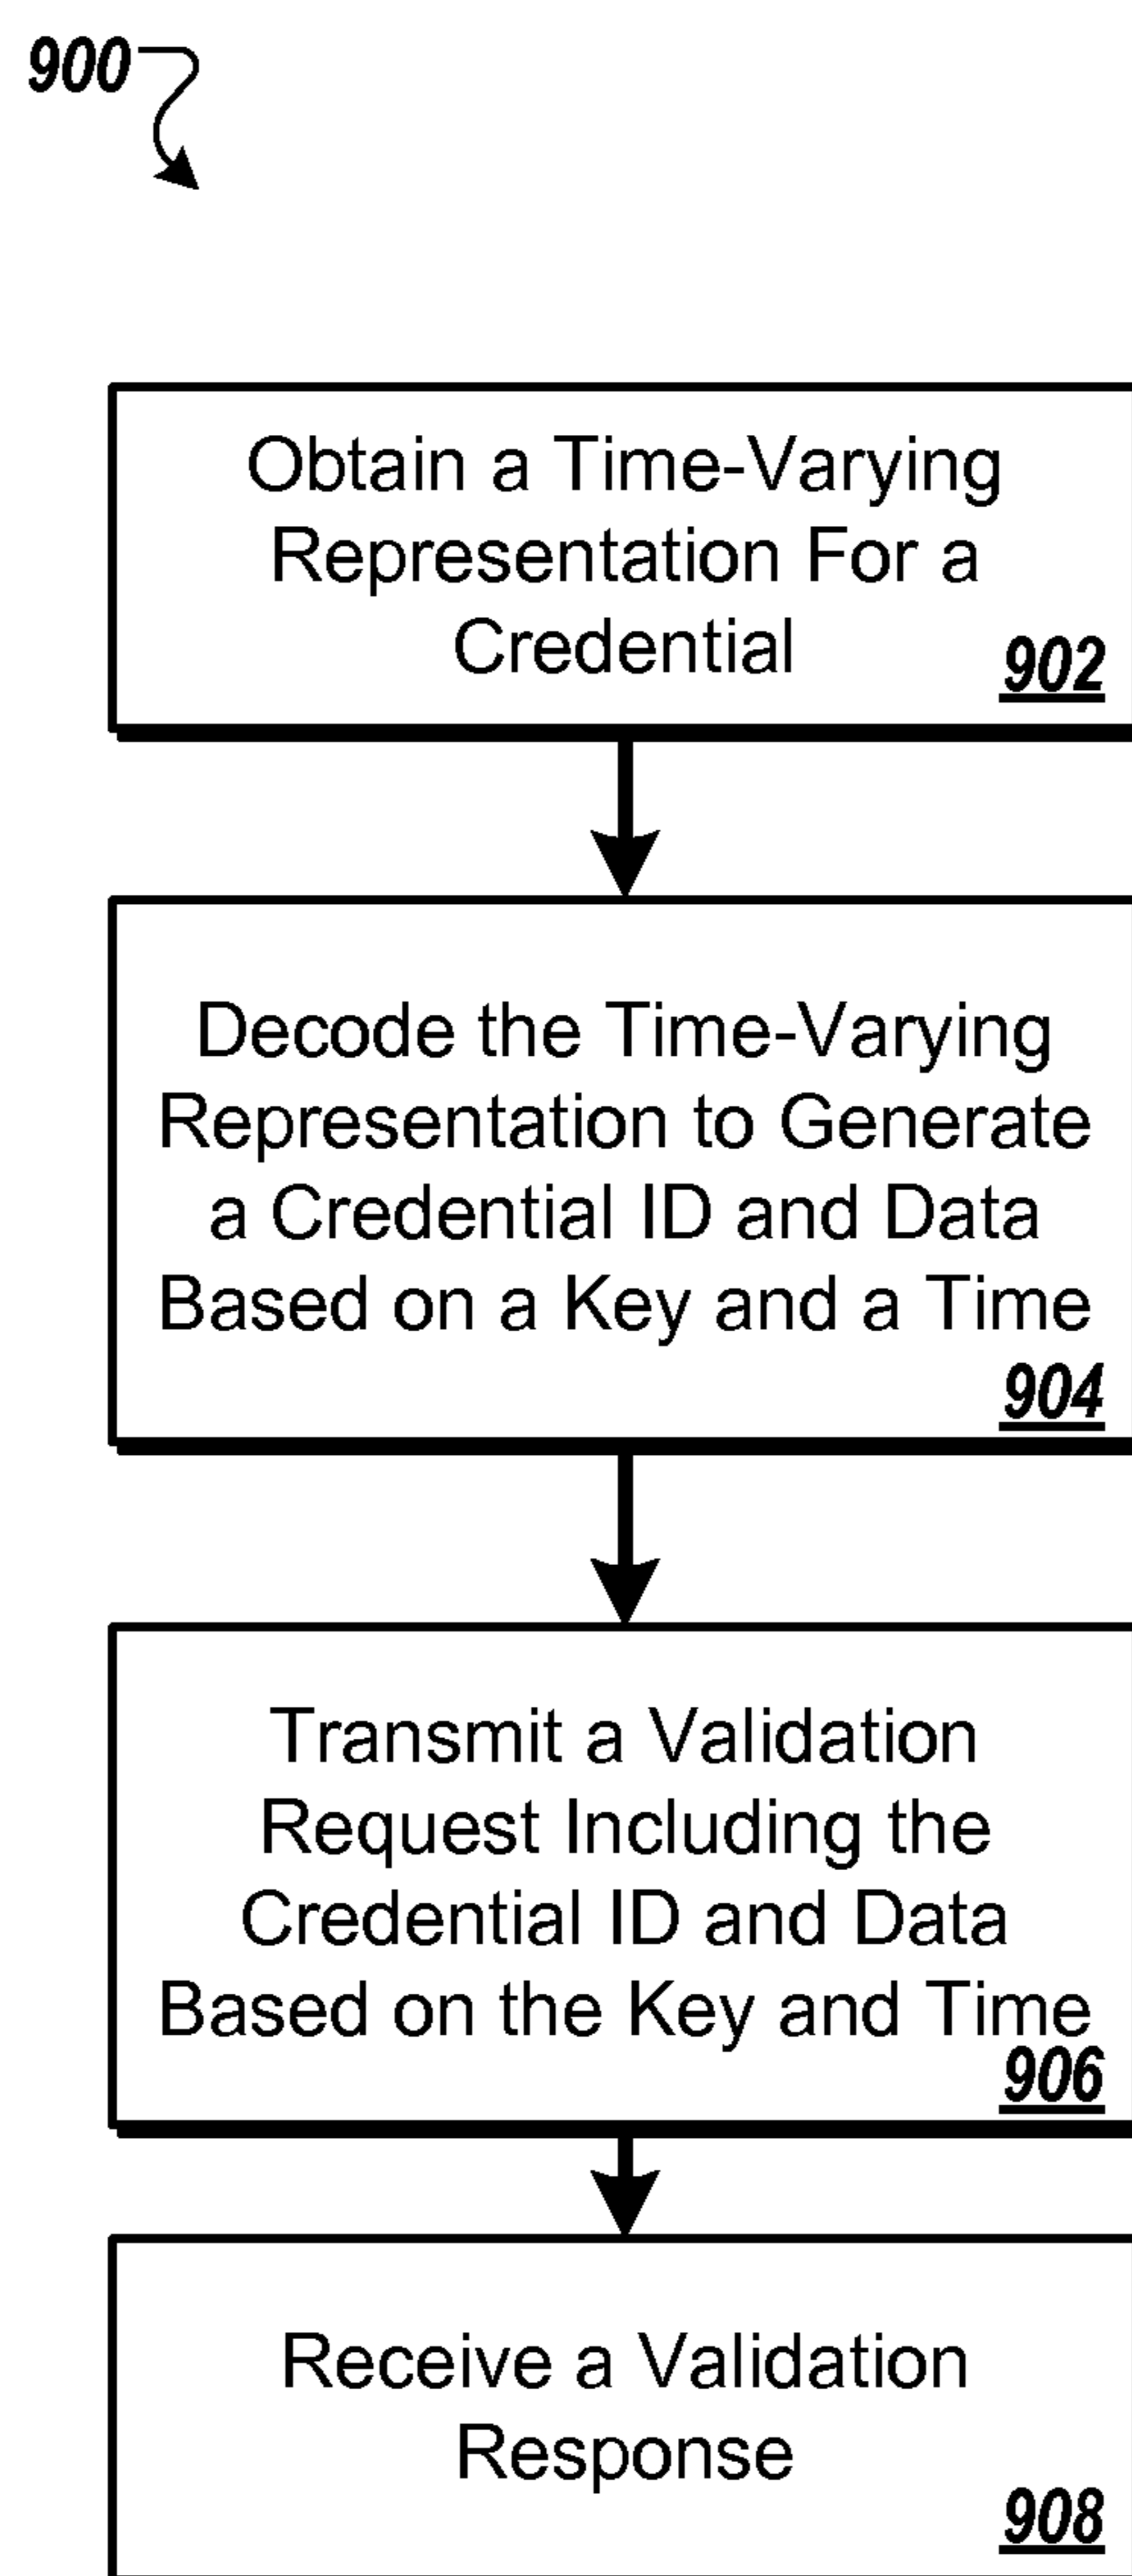 900
Obtain a Time-Varying
Representation For a
Credential
902
Decode the Time-Varying
Representation to Generate
a Credential ID and Data
Based on a Key and a Time
904
Transmit a Validation
Request Including the
Credential ID and Data
Based on the Key and Time
906
Receive a Validation
Response
908